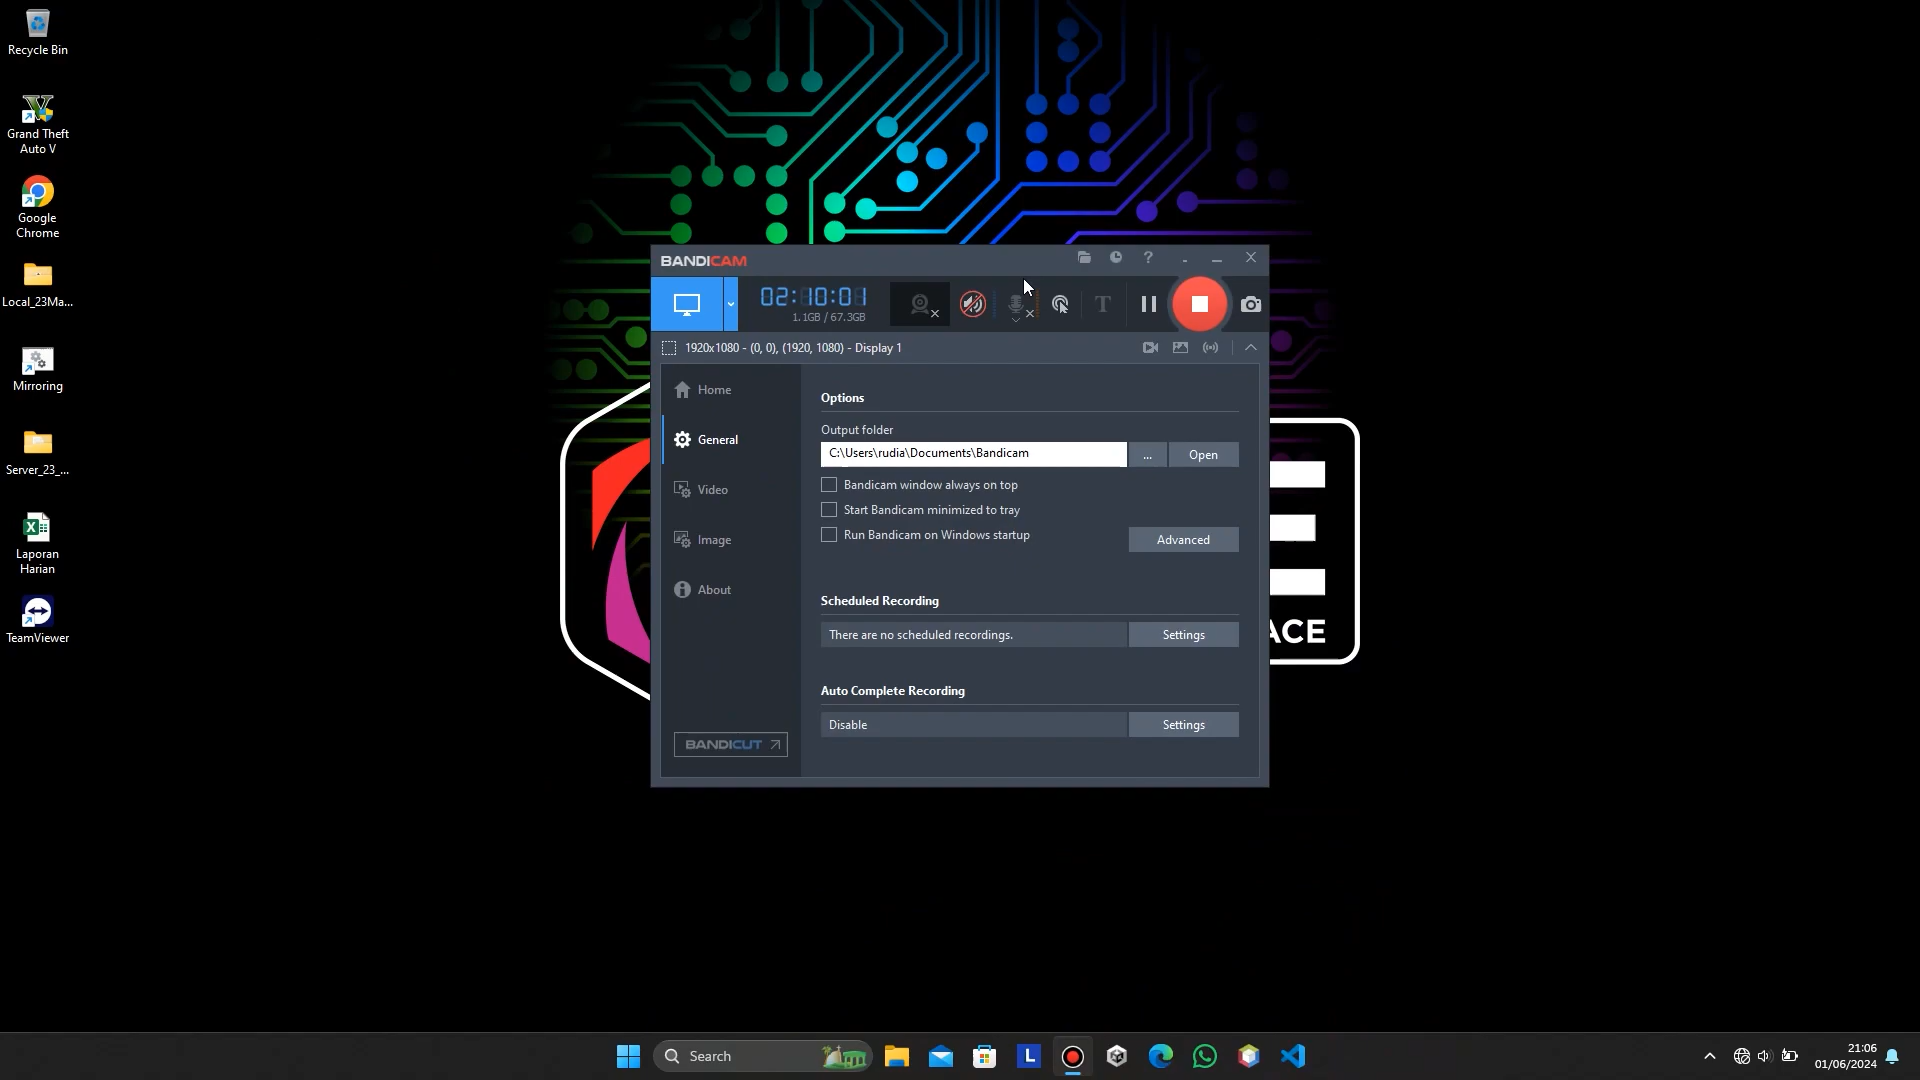 Recycle Bin
Grand Theft
Auto V
Google
Chrome
Local_23Ma...
Mirroring
Server_23_...
Laporan
Harian
TeamViewer
BANDICAM
?
02:10:01
1.1GB / 67.3GB
T
1920x1080 - (0, 0), (1920, 1080) - Display 1
Home
General
Video
Image
About
BANDICUT
Options
Output folder
C:\Users\rudia\Documents\Bandicam
...
Open
Bandicam window always on top
Start Bandicam minimized to tray
Run Bandicam on Windows startup
Advanced
Scheduled Recording
There are no scheduled recordings.
Settings
Auto Complete Recording
Disable
Settings
E
ACE
Search
L
21:06
01/06/2024